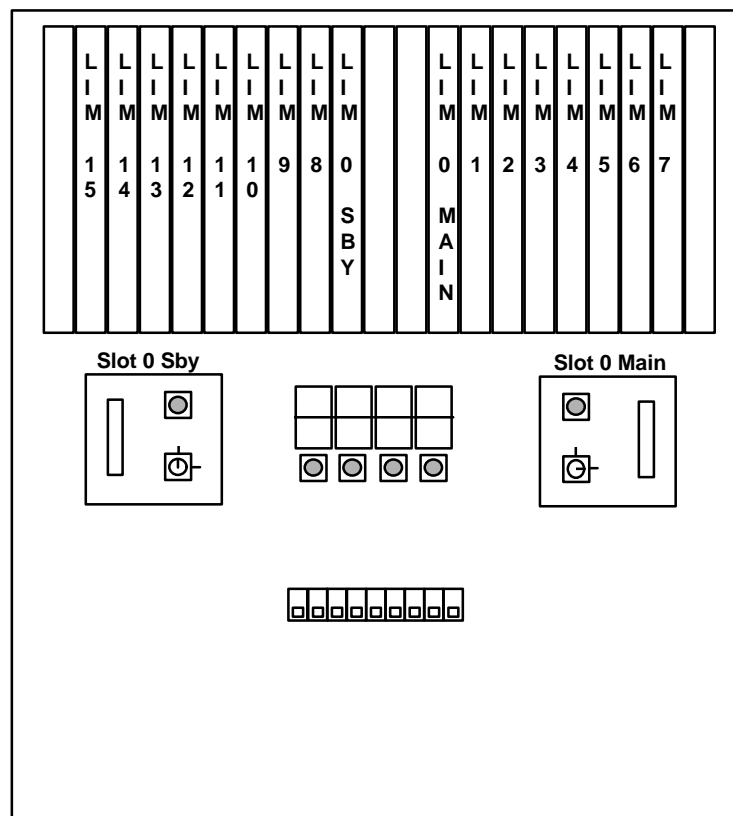 LIM 15
LIM 14
LIM 13
LIM 12
LIM 11
LIM 10
LIM 9
LIM 8
LIM 0 SBY
LIM 0 MAIN
LIM 1
LIM 2
LIM 3
LIM 4
LIM 5
LIM 6
LIM 7
Slot 0 Sby
Slot 0 Main